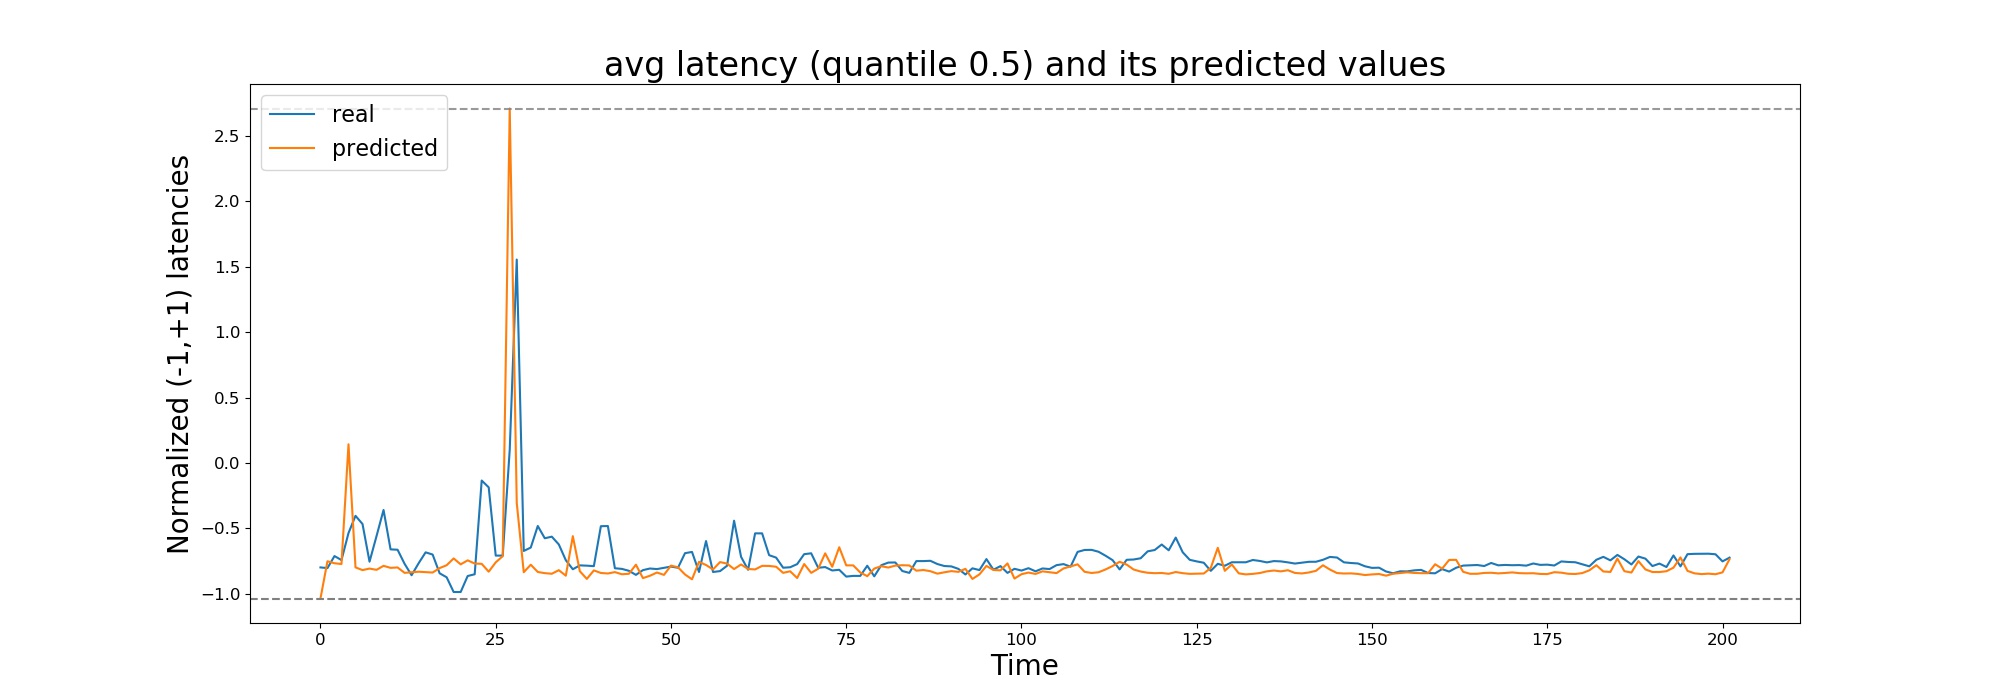 avg latency (quantile 0.5) and its predicted values
real
predicted
Normalized (-1,+1) latencies
2.5
2.0
1.5
1.0
0.5
0.0
−0.5
−1.0
0 25 50 75 100 125 150 175 200
Time